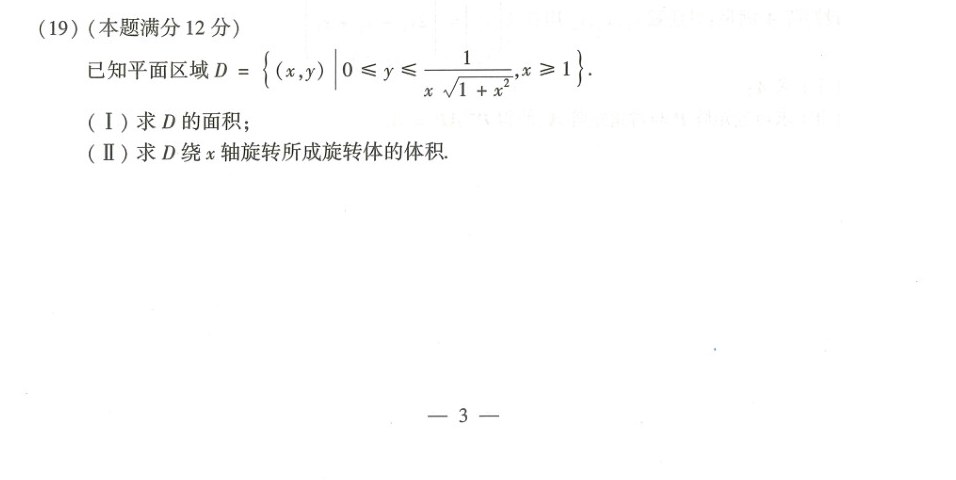 (19) (本题满分 12 分)
已知平面区域 D = {(x,y) | 0 ≤ y ≤ 1/(x√(1 + x²)), x ≥ 1}.
(Ⅰ) 求 D 的面积;
(Ⅱ) 求 D 绕 x 轴旋转所成旋转体的体积.
— 3 —